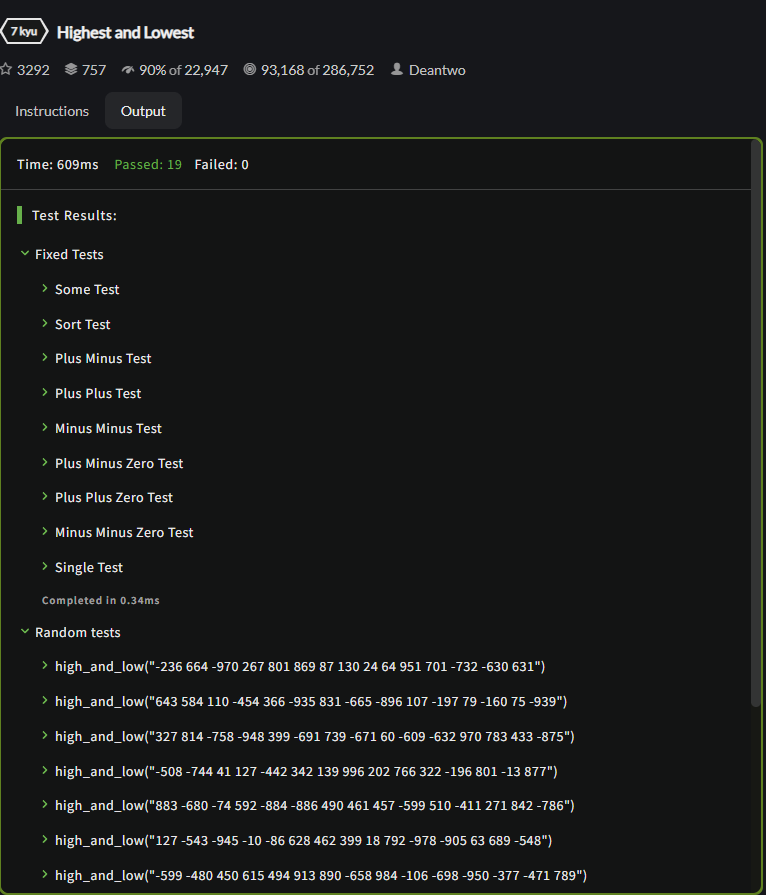 7 kyu Highest and Lowest
3292 757 90% of 22,947 93,168 of 286,752 Deantwo
Instructions Output
Time: 609ms Passed: 19 Failed: 0
Test Results:
Fixed Tests
Some Test
Sort Test
Plus Minus Test
Plus Plus Test
Minus Minus Test
Plus Minus Zero Test
Plus Plus Zero Test
Minus Minus Zero Test
Single Test
Completed in 0.34ms
Random tests
high_and_low("-236 664 -970 267 801 869 87 130 24 64 951 701 -732 -630 631")
high_and_low("643 584 110 -454 366 -935 831 -665 -896 107 -197 79 -160 75 -939")
high_and_low("327 814 -758 -948 399 -691 739 -671 60 -609 -632 970 783 433 -875")
high_and_low("-508 -744 41 127 -442 342 139 996 202 766 322 -196 801 -13 877")
high_and_low("883 -680 -74 592 -884 -886 490 461 457 -599 510 -411 271 842 -786")
high_and_low("127 -543 -945 -10 -86 628 462 399 18 792 -978 -905 63 689 -548")
high_and_low("-599 -480 450 615 494 913 890 -658 984 -106 -698 -950 -377 -471 789")